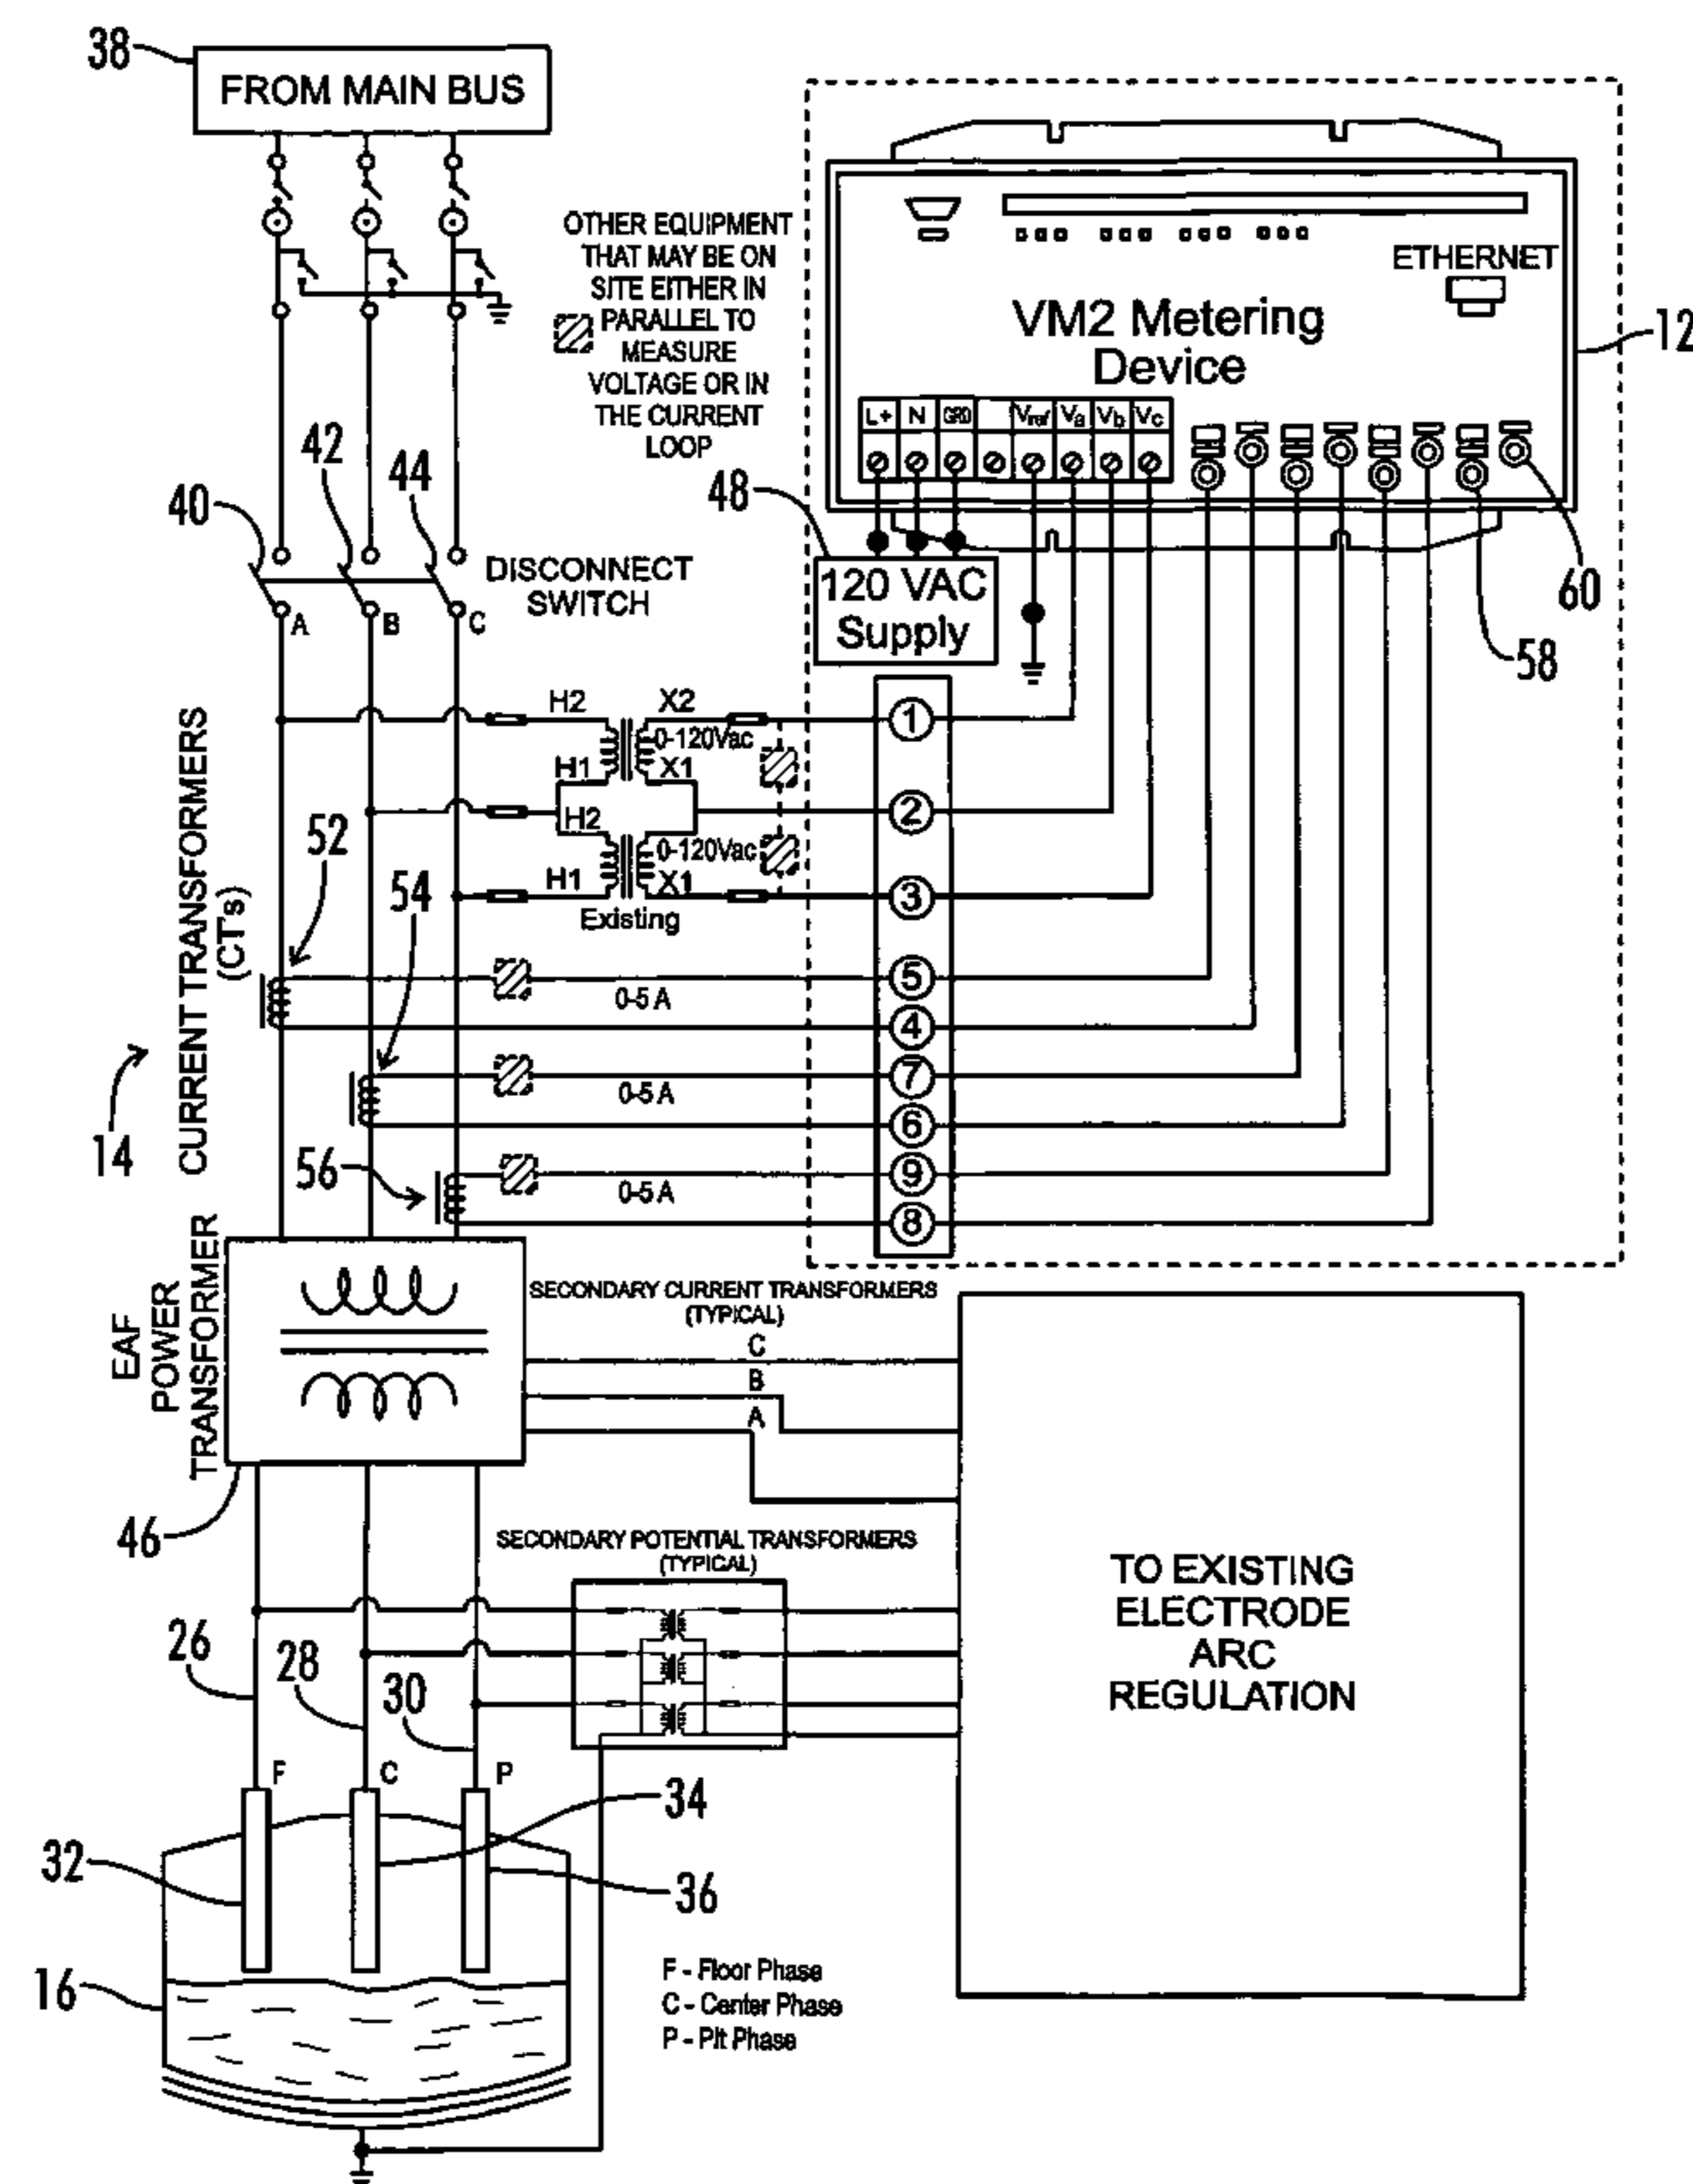 38
FROM MAIN BUS
OTHER EQUIPMENT
THAT MAY BE ON
SITE EITHER IN
PARALLEL TO
MEASURE
VOLTAGE OR IN
THE CURRENT
LOOP
ETHERNET
VM2 Metering
Device
12
L+ N GRD Vref Va Vb Vc
40
42
44
48
60
58
DISCONNECT
SWITCH
A B C
120 VAC
Supply
CURRENT TRANSFORMERS
(CT's)
H2 X2
0-120Vac
H1 X1
1
H2
2
0-120Vac
H1 X1
3
Existing
52
54
5
0-5 A
4
7
0-5 A
6
14
56
9
0-5 A
8
EAF
POWER
TRANSFORMER
SECONDARY CURRENT TRANSFORMERS
(TYPICAL)
C
B
A
46
SECONDARY POTENTIAL TRANSFORMERS
(TYPICAL)
TO EXISTING
ELECTRODE
ARC
REGULATION
26
28
30
F C P
34
32
36
16
F - Floor Phase
C - Center Phase
P - Pit Phase